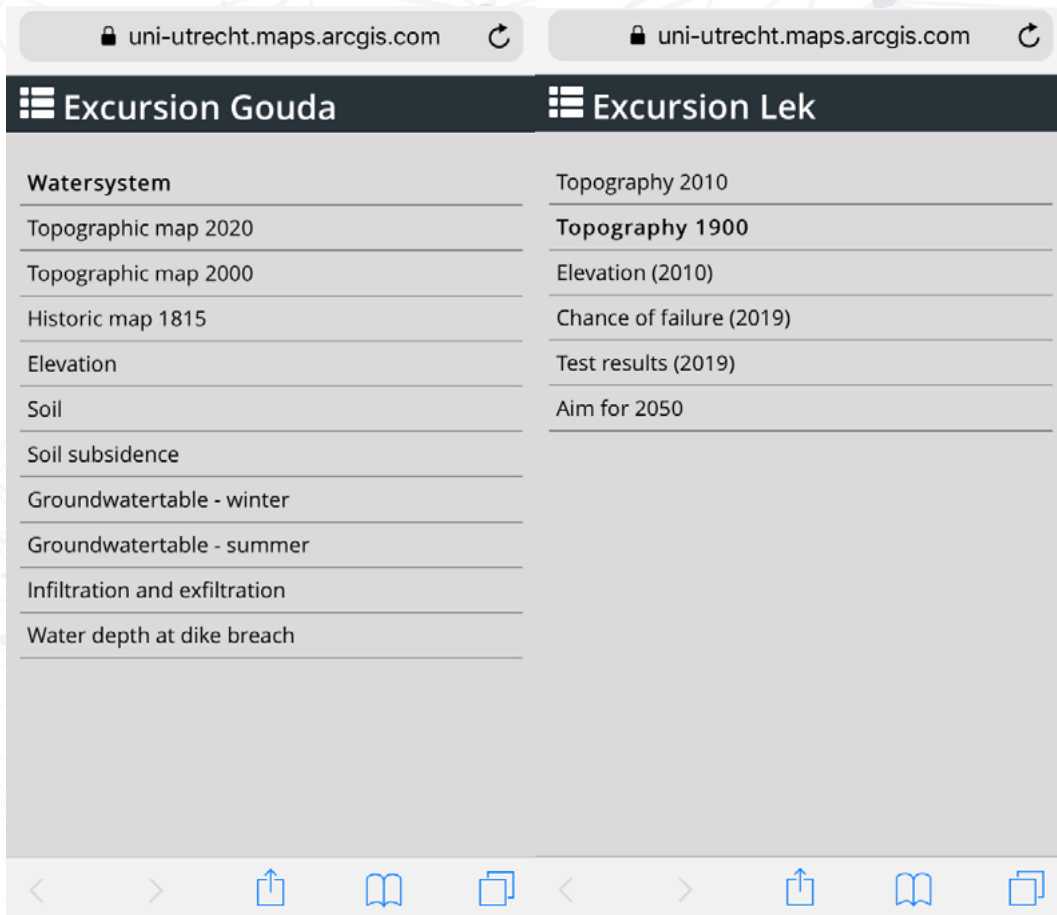 uni-utrecht.maps.arcgis.com
Excursion Gouda
Watersystem
Topographic map 2020
Topographic map 2000
Historic map 1815
Elevation
Soil
Soil subsidence
Groundwatertable - winter
Groundwatertable - summer
Infiltration and exfiltration
Water depth at dike breach
uni-utrecht.maps.arcgis.com
Excursion Lek
Topography 2010
Topography 1900
Elevation (2010)
Chance of failure (2019)
Test results (2019)
Aim for 2050